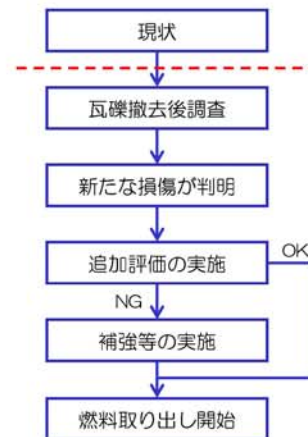 現状
瓦礫撤去後調査
新たな損傷が判明
追加評価の実施
OK
NG
補強等の実施
燃料取り出し開始